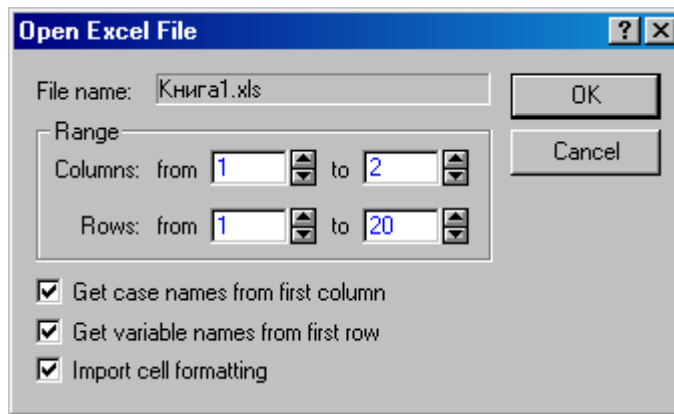 Open Excel File
File name: Книга1.xls
OK
Range
Cancel
Columns: from 1 to 2
Rows: from 1 to 20
Get case names from first column
Get variable names from first row
Import cell formatting